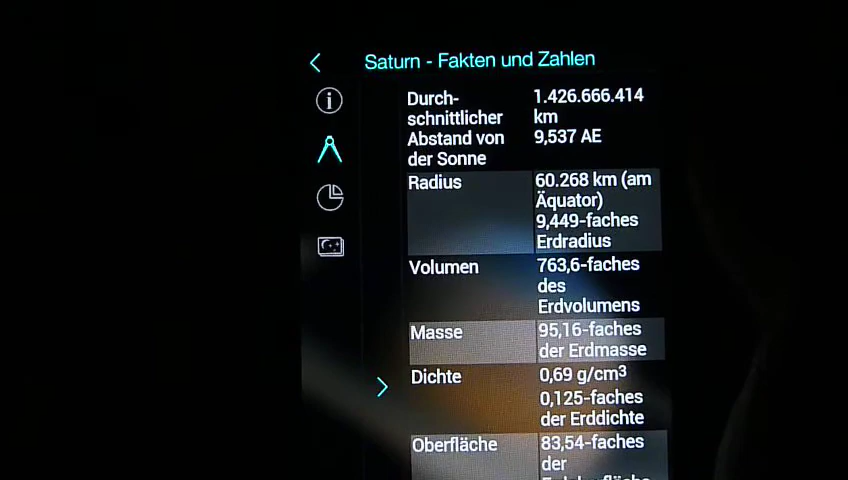 Saturn - Fakten und Zahlen
Durch-
schnittlicher
Abstand von
der Sonne
1.426.666.414
km
9,537 AE
Radius
60.268 km (am
Äquator)
9,449-faches
Erdradius
Volumen
763,6-faches
des
Erdvolumens
Masse
95,16-faches
der Erdmasse
Dichte
0,69 g/cm³
0,125-faches
der Erddichte
Oberfläche
83,54-faches
der